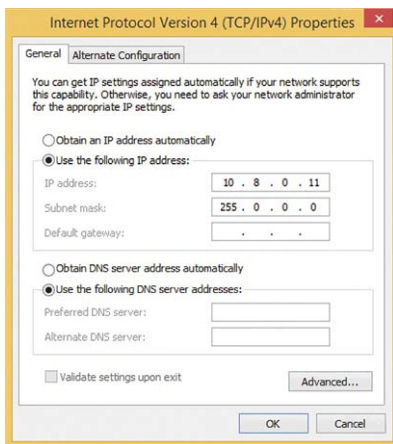 Internet Protocol Version 4 (TCP/IPv4) Properties
×
General Alternate Configuration
You can get IP settings assigned automatically if your network supports
this capability. Otherwise, you need to ask your network administrator
for the appropriate IP settings.
Obtain an IP address automatically
Use the following IP address:
IP address: 10 . 8 . 0 . 11
Subnet mask: 255 . 0 . 0 . 0
Default gateway: . . .
Obtain DNS server address automatically
Use the following DNS server addresses:
Preferred DNS server:
Alternate DNS server:
Validate settings upon exit
Advanced...
OK Cancel